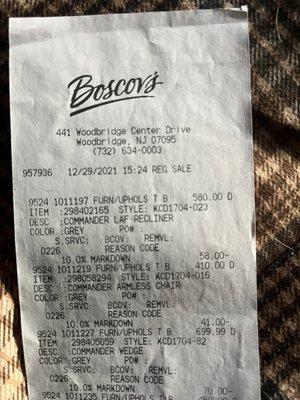 Boscov's
441 Woodbridge Center Drive
Woodbridge, NJ 07095
(732) 634-0003
957936 12/29/2021 15:24 REG SALE
9524 1011197 FURN/UPHOLS T B 580.00 D
ITEM :298402165 STYLE: KCD1704-023
DESC :COMMANDER LAF RECLINER
COLOR :GREY PO# :
S.SRVC: BCOV: REMVL:
0226 REASON CODE
10.0% MARKDOWN 58.00-
9524 1011219 FURN/UPHOLS T B 410.00 D
ITEM :298058294 STYLE: KCD1704-016
DESC :COMMANDER ARMLESS CHAIR
COLOR :GREY PO# :
S.SRVC: BCOV: REMVL:
0226 REASON CODE
10.0% MARKDOWN 41.00-
9524 1011227 FURN/UPHOLS T B 699.99 D
ITEM :298405059 STYLE: KCD1704-82
DESC :COMMANDER WEDGE
COLOR :GREY PO# :
S.SRVC: BCOV: REMVL:
0226 REASON CODE
10.0% MARKDOWN 70.00-
9524 1011235 FURN/UPHOLS T B